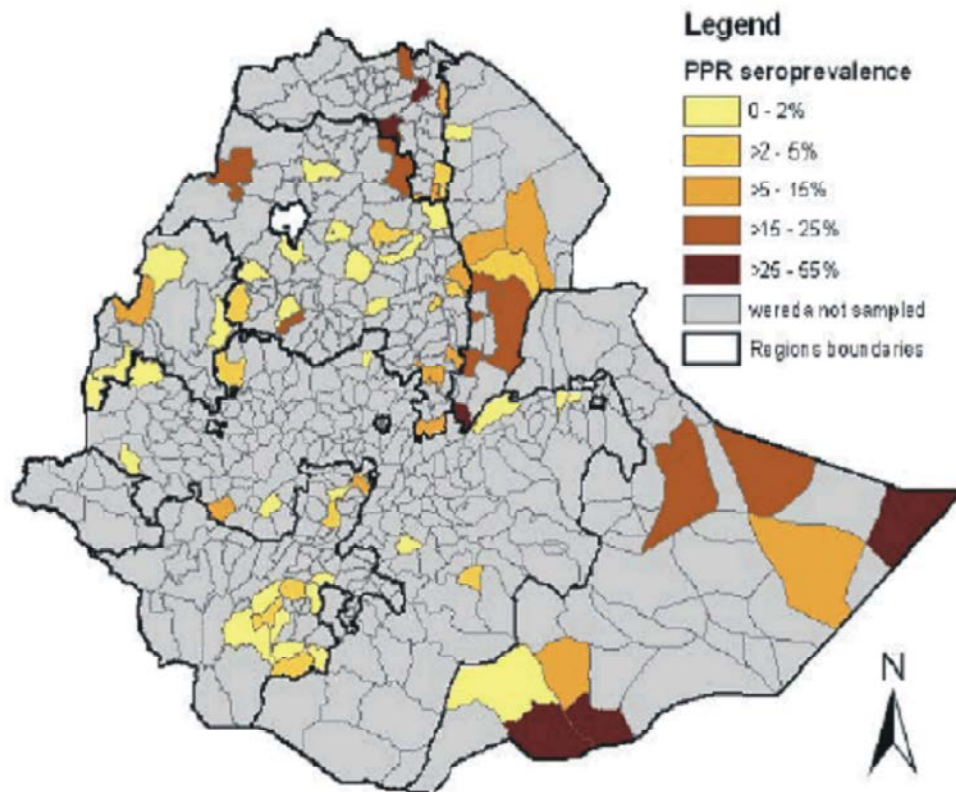 Legend
PPR seroprevalence
0 - 2%
>2 - 5%
>5 - 15%
>15 - 25%
>25 - 55%
wereda not sampled
Regions boundaries
N